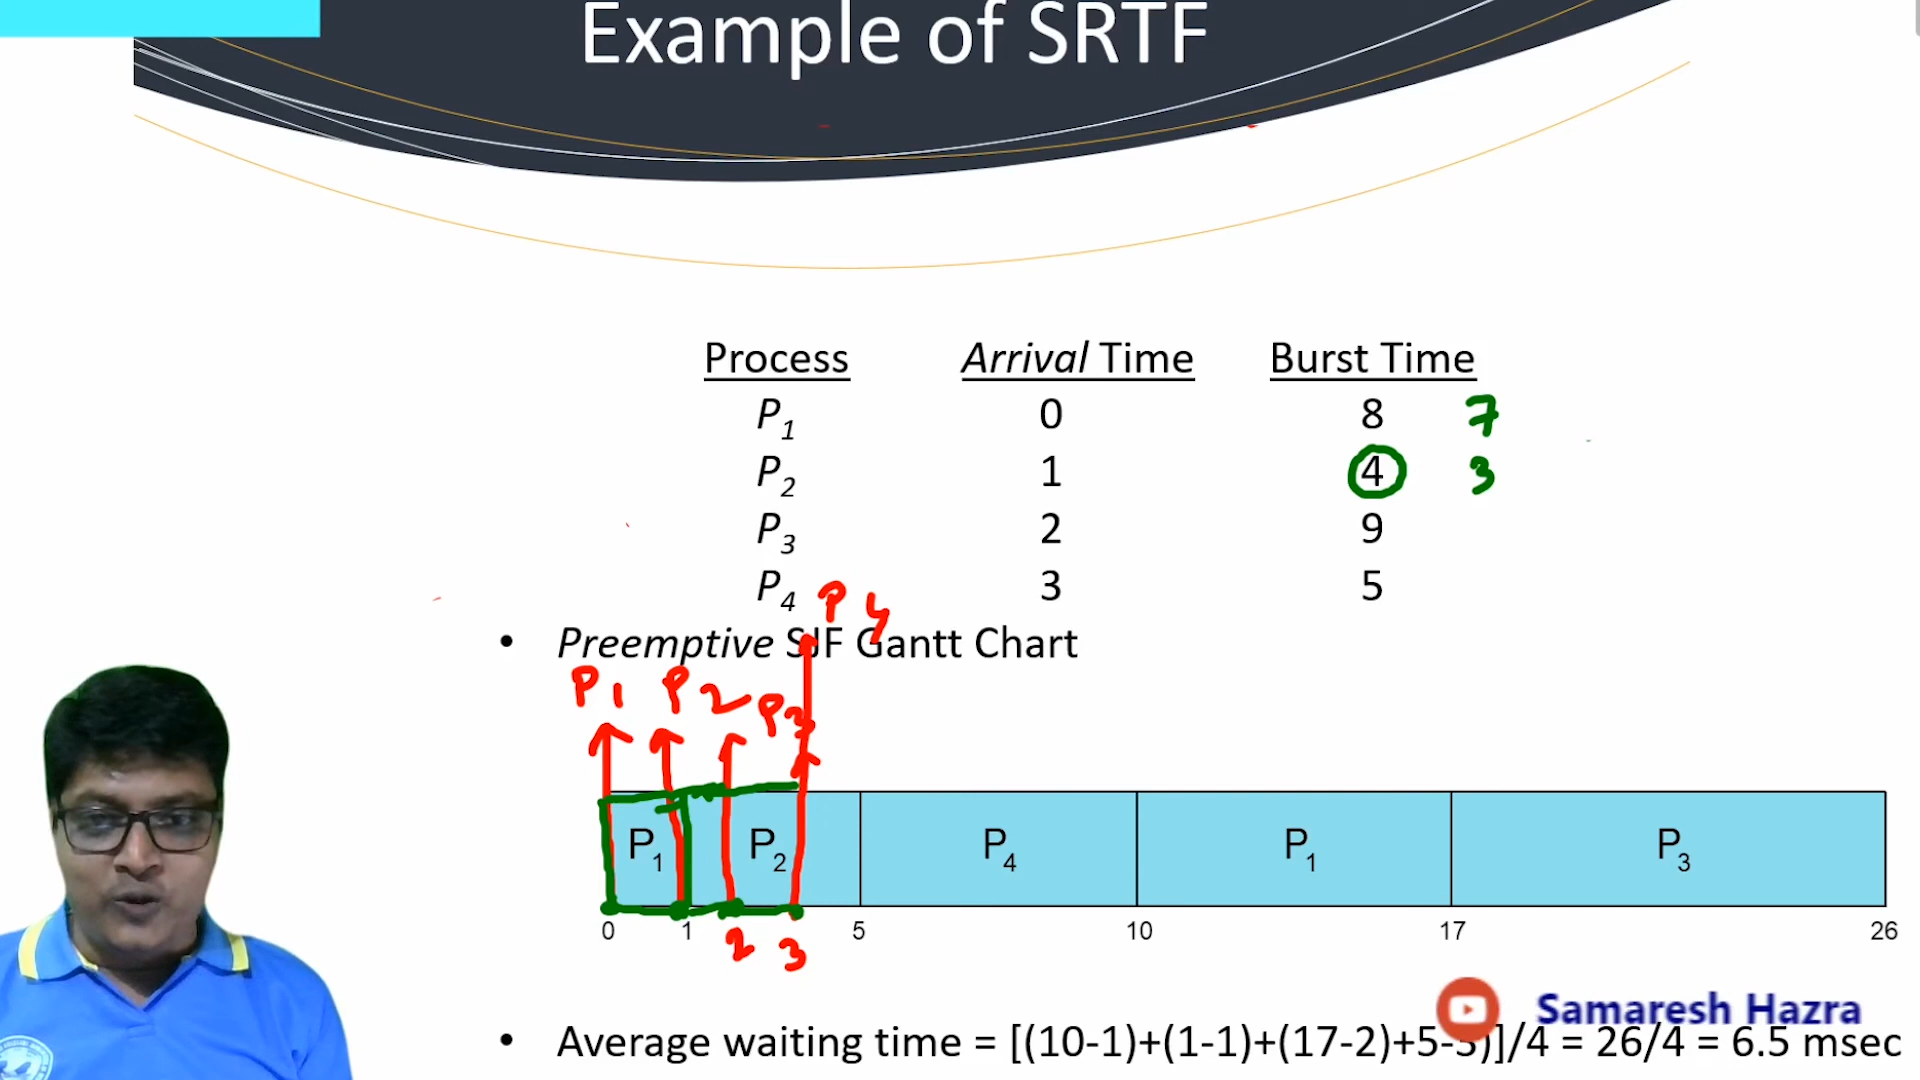 Example of SRTF
Process Arrival Time Burst Time
P1 0 8 7
P2 1 4 3
P3 2 9
P4 3 5
P4
• Preemptive SJF Gantt Chart
P1 P2 P3
P1 P2 P4 P1 P3
0 1 5 10 17 26
2 3
Samaresh Hazra
• Average waiting time = [(10-1)+(1-1)+(17-2)+5-3)]/4 = 26/4 = 6.5 msec